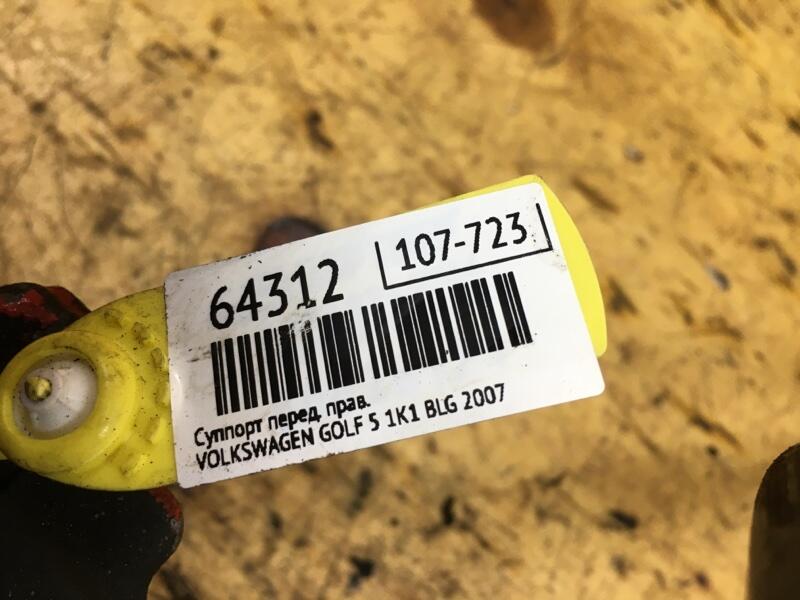 64312 107-723
Суппорт перед. прав.
VOLKSWAGEN GOLF 5 1K1 BLG 2007